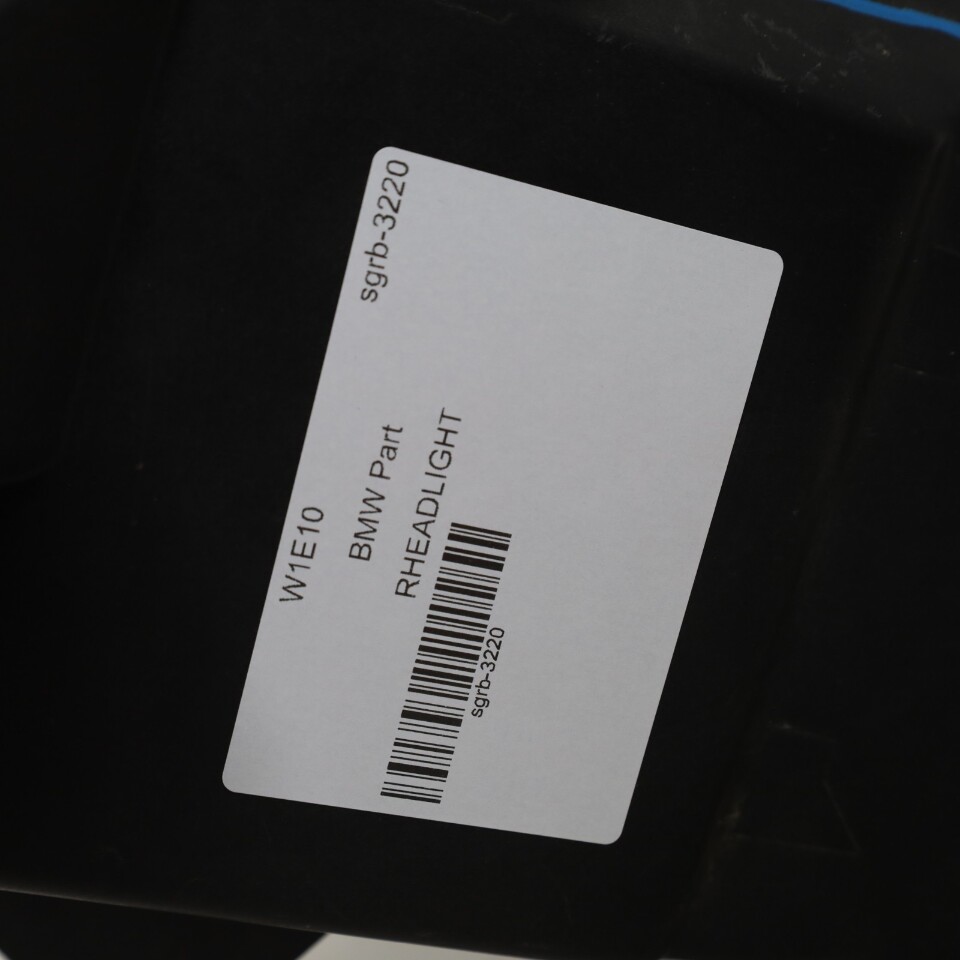 sgrb-3220
W1E10
BMW Part
RHEADLIGHT
sgrb-3220